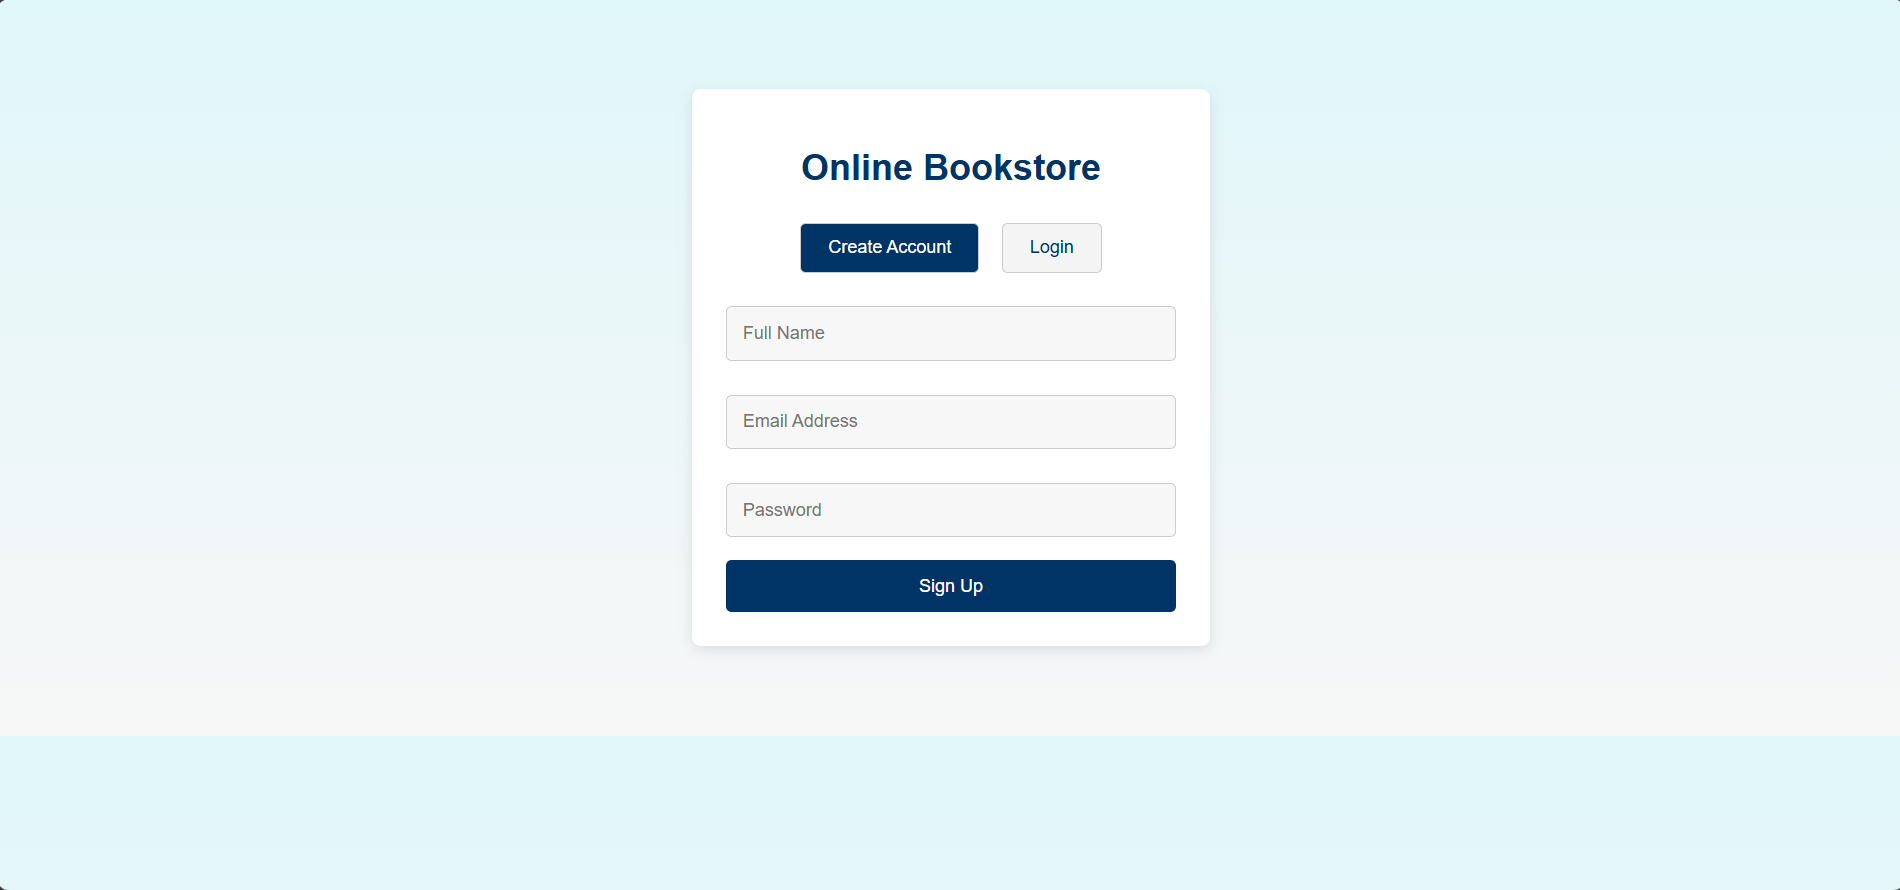 Online Bookstore
Create Account Login
Full Name
Email Address
Password
Sign Up